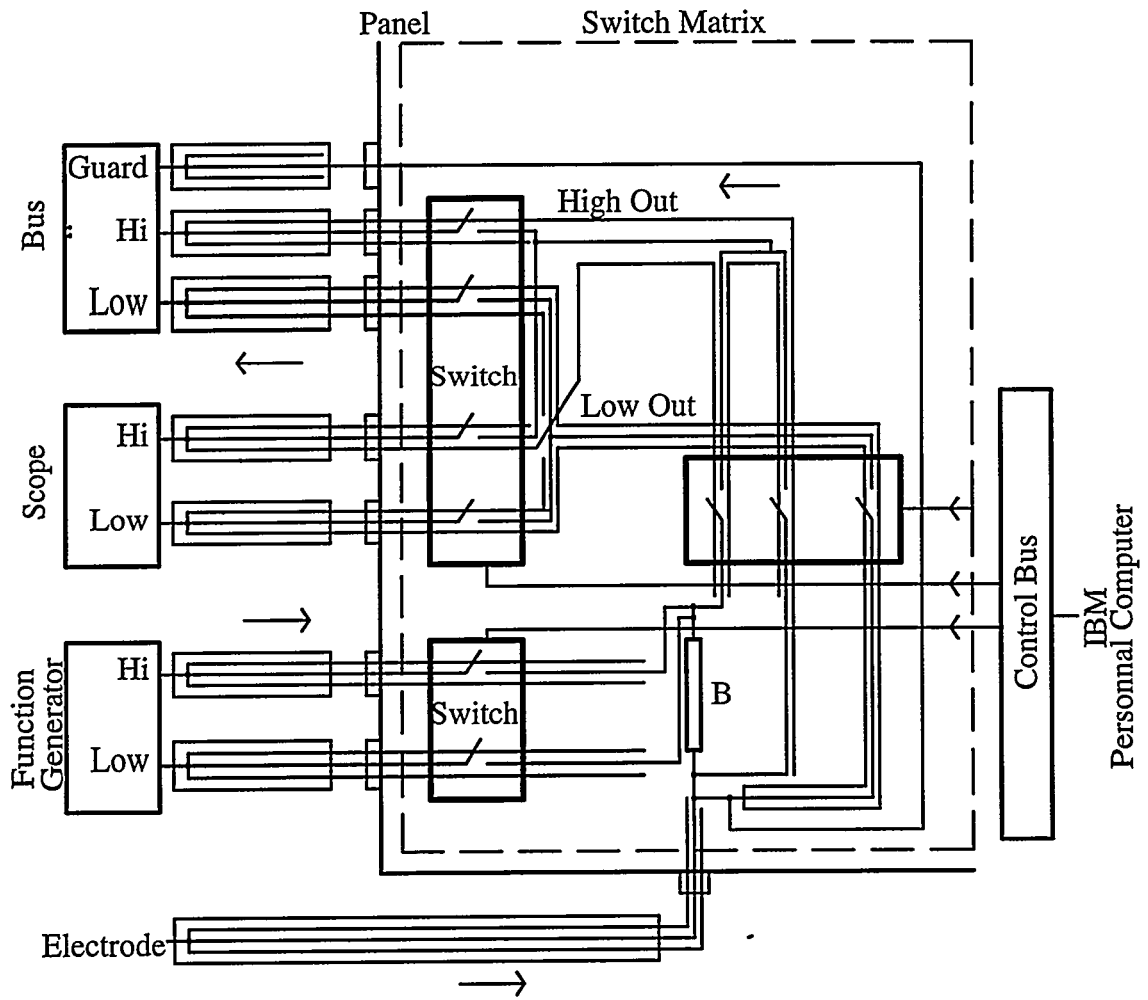 Panel
Switch Matrix
Bus
Guard
Hi
Low
High Out
Switch
Low Out
Scope
Hi
Low
Function
Generator
Hi
Low
Switch
B
Control Bus
IBM
Personnal Computer
Electrode